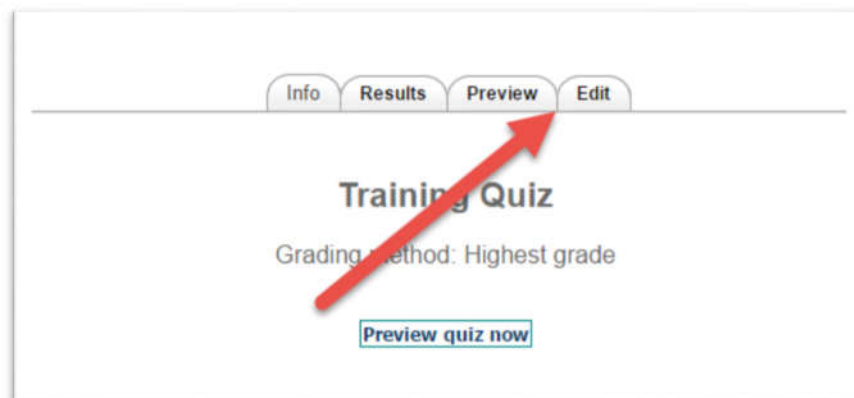 Info Results Preview Edit
Training Quiz
Grading method: Highest grade
Preview quiz now